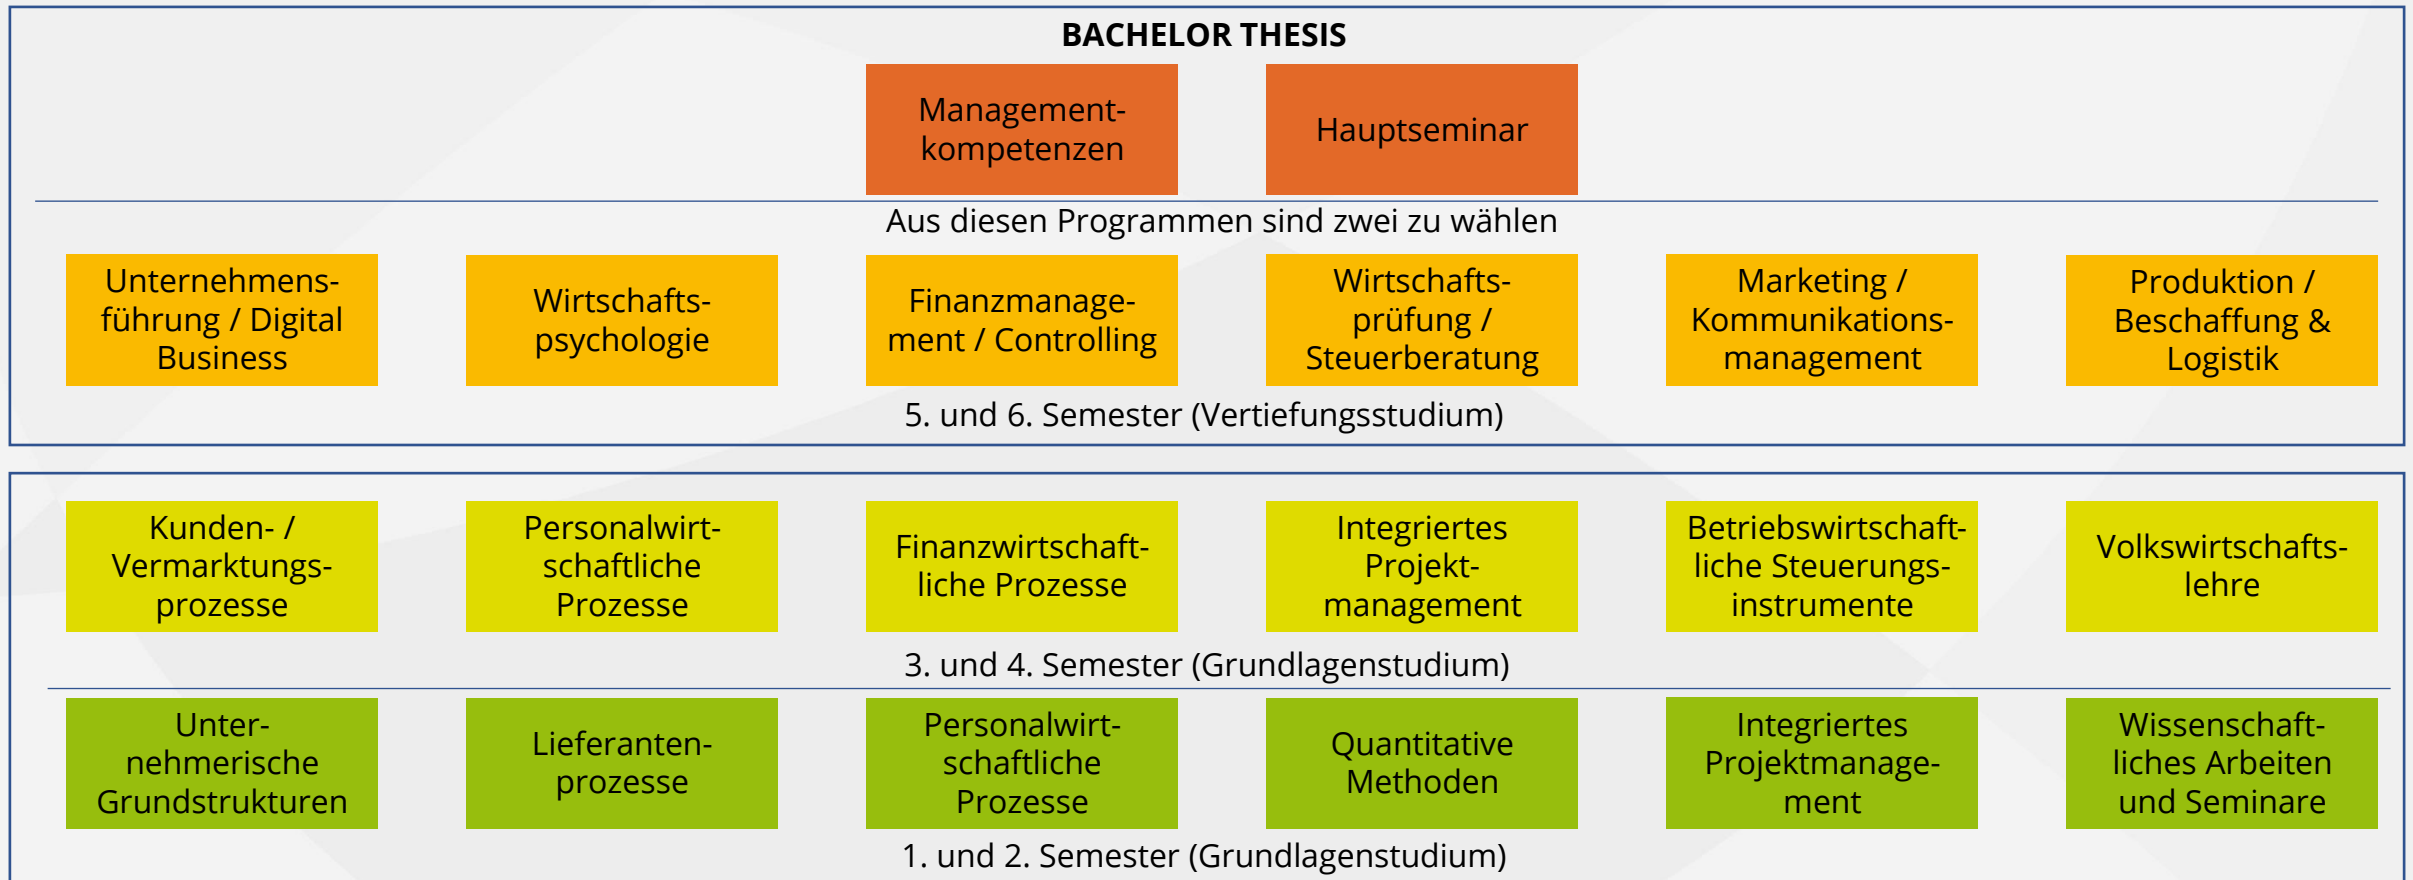 BACHELOR THESIS
Management-
kompetenzen
Hauptseminar
Aus diesen Programmen sind zwei zu wählen
Unternehmens-
führung / Digital
Business
Wirtschafts-
psychologie
Finanzmanage-
ment / Controlling
Wirtschafts-
prüfung /
Steuerberatung
Marketing /
Kommunikations-
management
Produktion /
Beschaffung &
Logistik
5. und 6. Semester (Vertiefungsstudium)
Kunden- /
Vermarktungs-
prozesse
Personalwirt-
schaftliche
Prozesse
Finanzwirtschaft-
liche Prozesse
Integriertes
Projekt-
management
Betriebswirtschaft-
liche Steuerungs-
instrumente
Volkswirtschafts-
lehre
3. und 4. Semester (Grundlagenstudium)
Unter-
nehmerische
Grundstrukturen
Lieferanten-
prozesse
Personalwirt-
schaftliche
Prozesse
Quantitative
Methoden
Integriertes
Projektmanage-
ment
Wissenschaft-
liches Arbeiten
und Seminare
1. und 2. Semester (Grundlagenstudium)